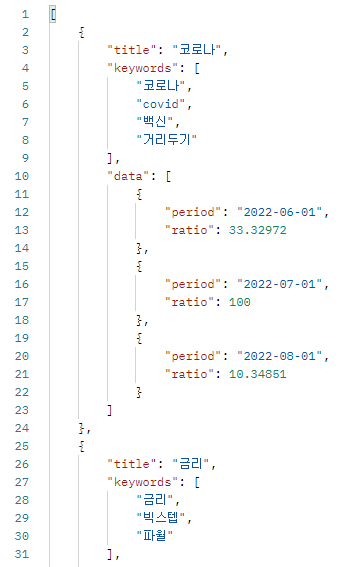 1 [
2 {
3 "title": "코로나",
4 "keywords": [
5 "코로나",
6 "covid",
7 "백신",
8 "거리두기"
9 ],
10 "data": [
11 {
12 "period": "2022-06-01",
13 "ratio": 33.32972
14 },
15 {
16 "period": "2022-07-01",
17 "ratio": 100
18 },
19 {
20 "period": "2022-08-01",
21 "ratio": 10.34851
22 }
23 ]
24 },
25 {
26 "title": "금리",
27 "keywords": [
28 "금리",
29 "빅스텝",
30 "파월"
31 ],